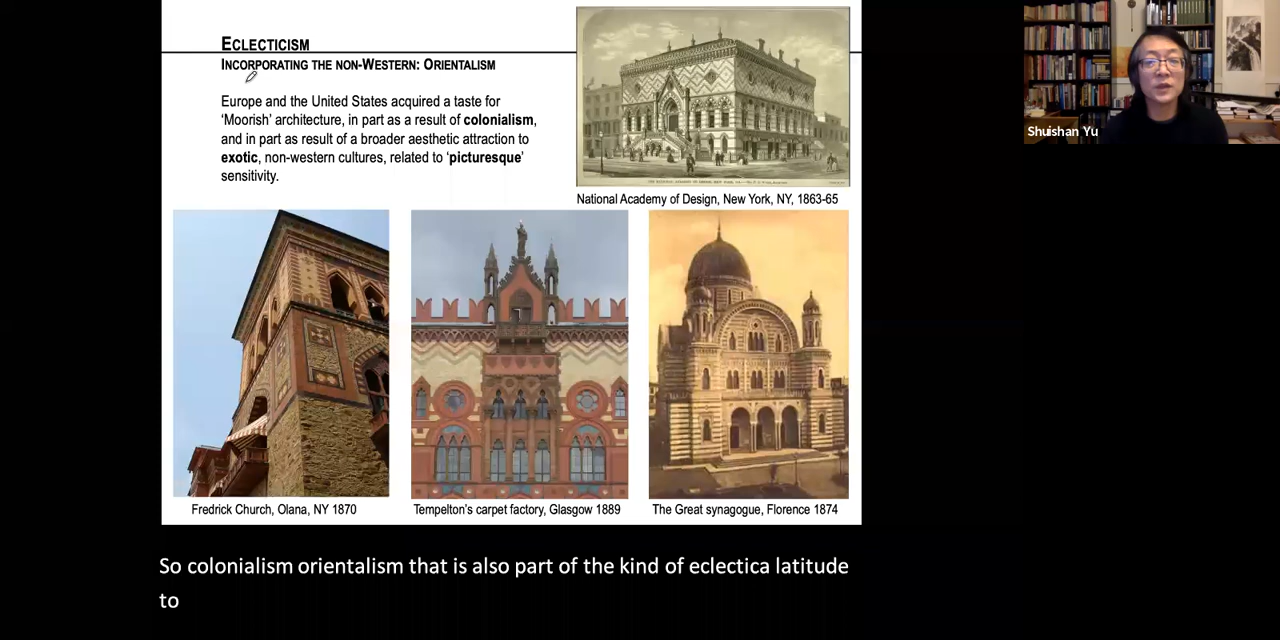 ECLECTICISM
INCORPORATING THE NON-WESTERN: ORIENTALISM
Europe and the United States acquired a taste for
'Moorish' architecture, in part as a result of colonialism,
and in part as result of a broader aesthetic attraction to
exotic, non-western cultures, related to 'picturesque'
sensitivity.
National Academy of Design, New York, NY, 1863-65
Fredrick Church, Olana, NY 1870
Tempelton's carpet factory, Glasgow 1889
The Great synagogue, Florence 1874
Shuishan Yu
So colonialism orientalism that is also part of the kind of eclectica latitude
to